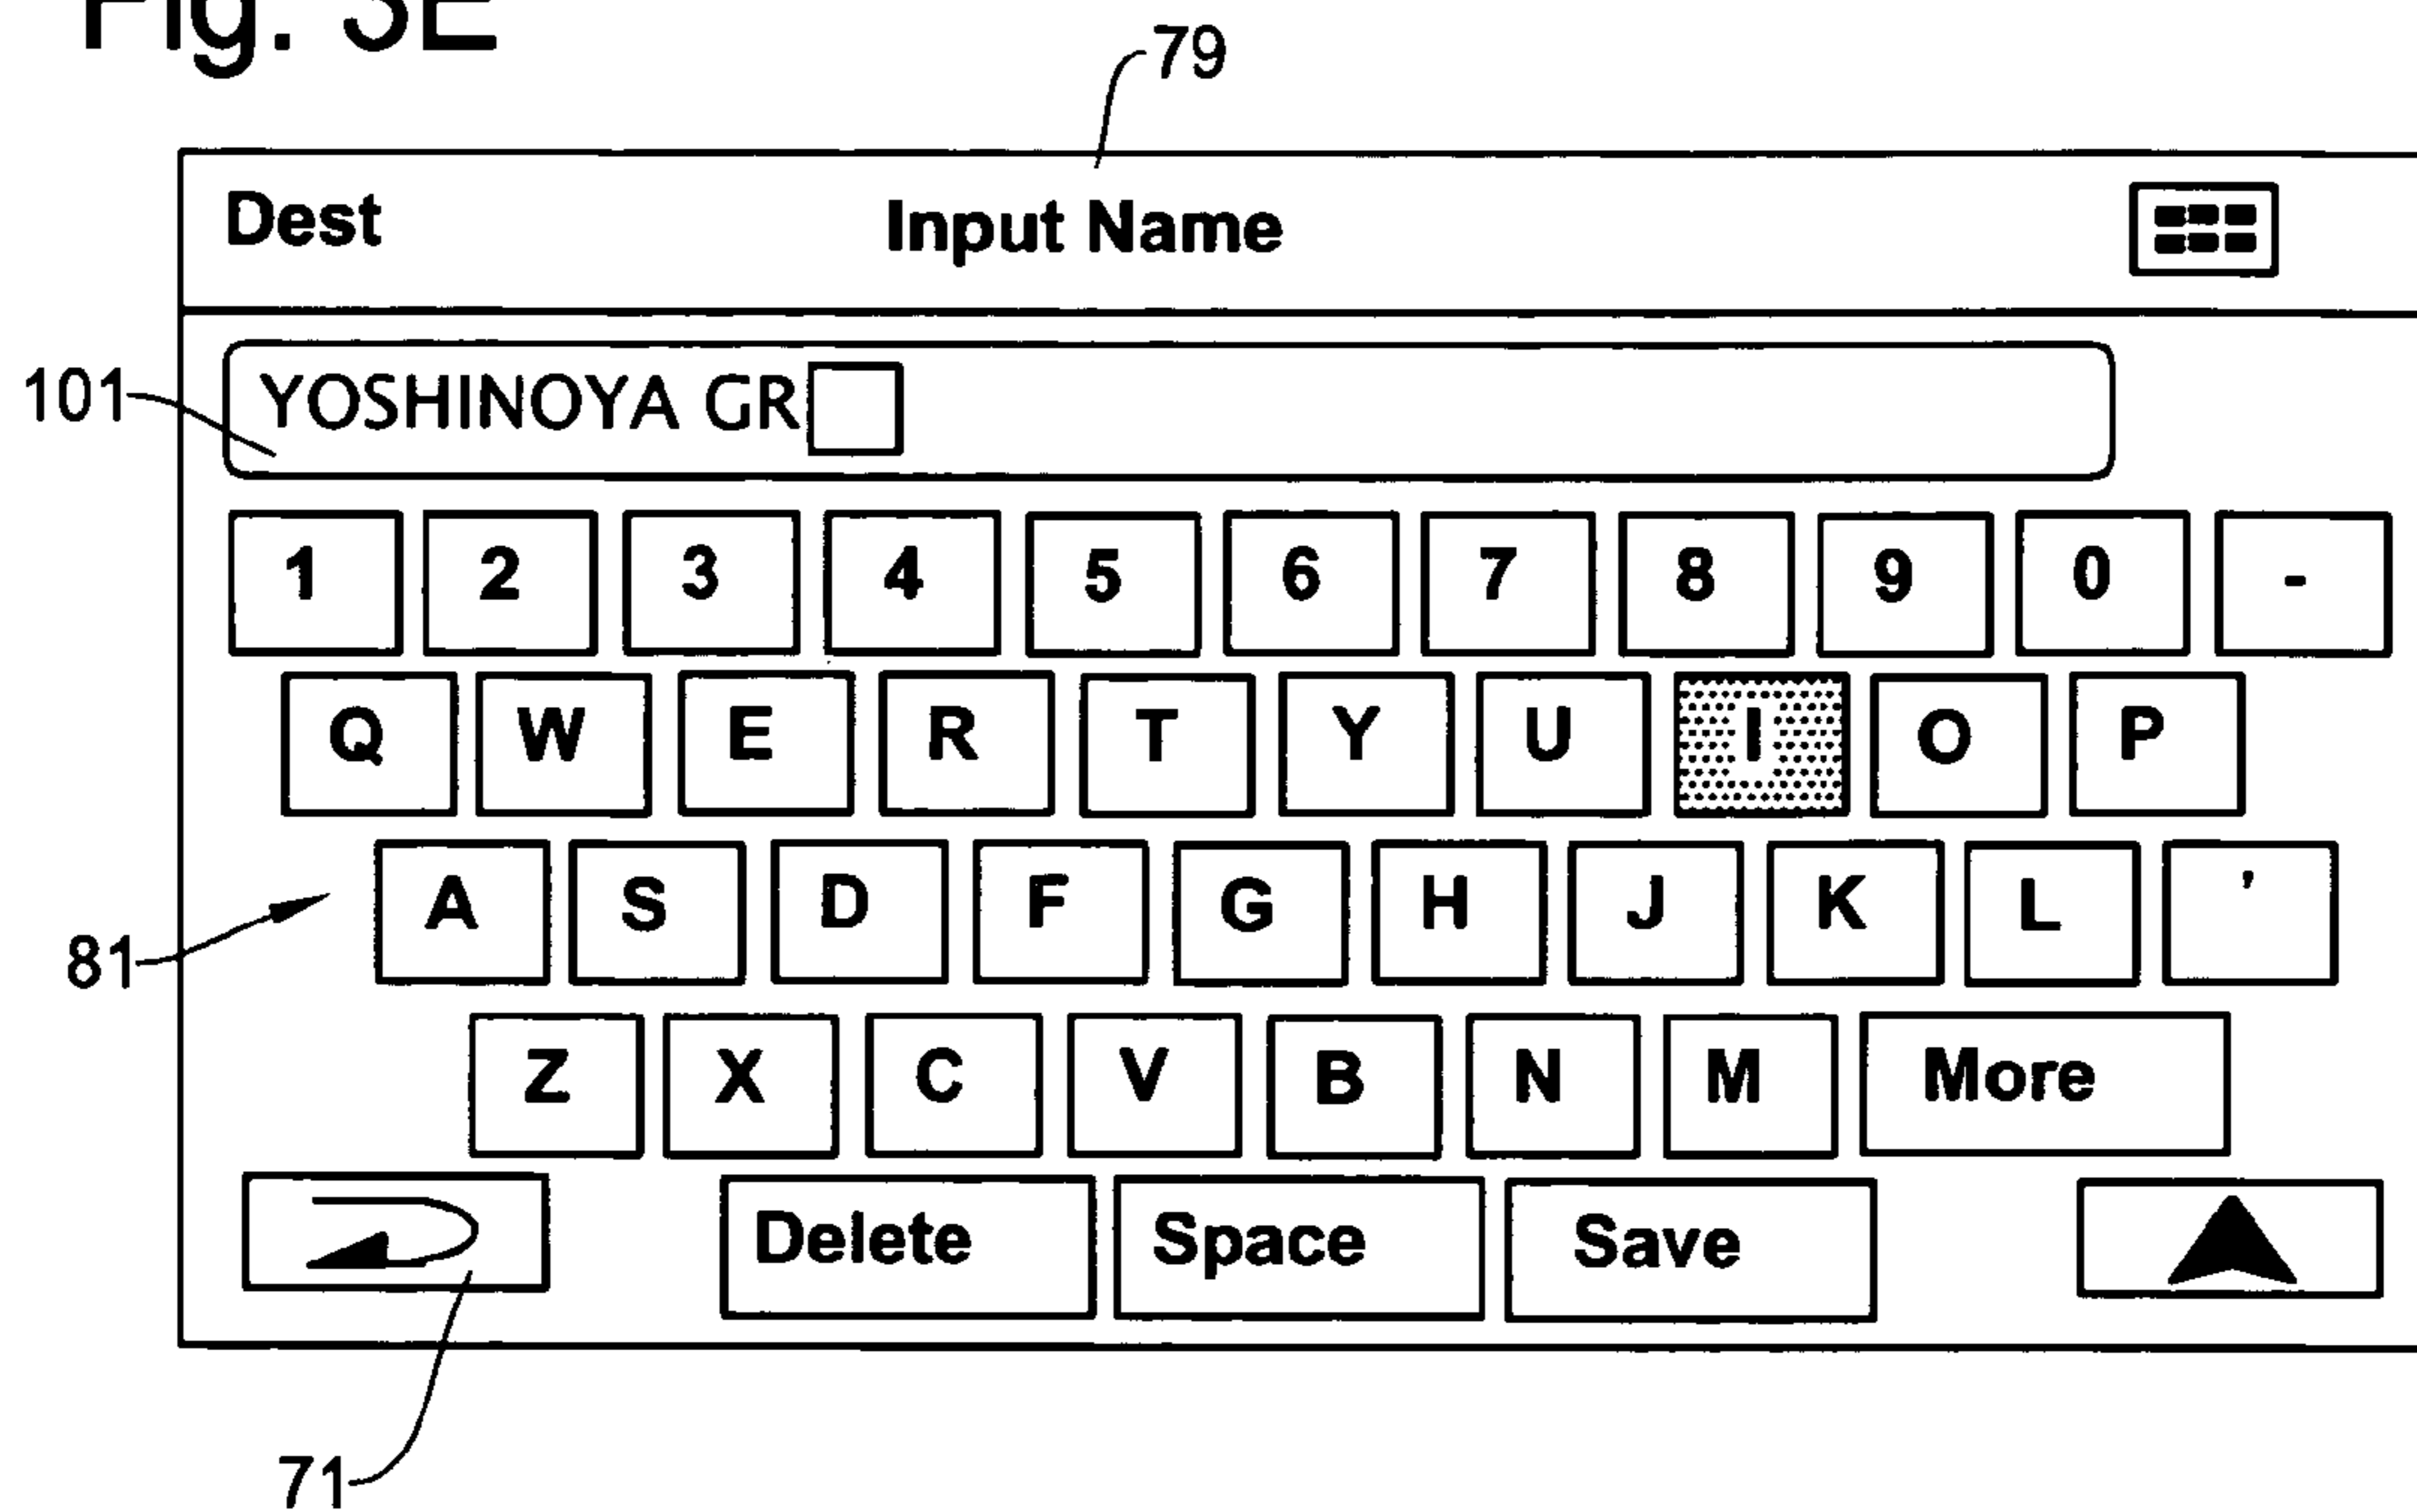 Fig. 3E
79
Dest Input Name
101 YOSHINOYA GR
1 2 3 4 5 6 7 8 9 0 -
Q W E R T Y U I O P
A S D F G H J K L '
81
Z X C V B N M More
Delete Space Save
71